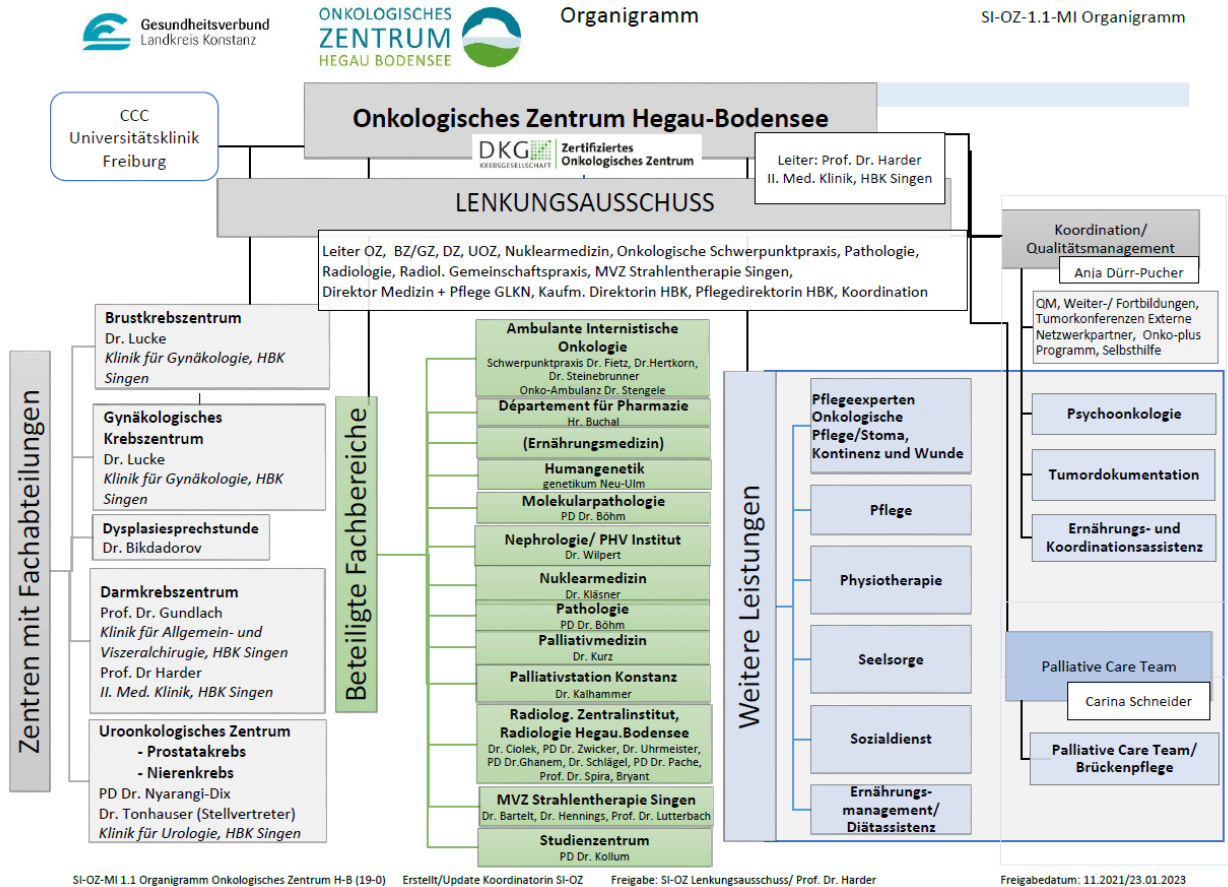 Gesundheitsverbund
Landkreis Konstanz
ONKOLOGISCHES
ZENTRUM
HEGAU BODENSEE
Organigramm
SI-OZ-1.1-MI Organigramm
CCC
Universitätsklinik
Freiburg
Onkologisches Zentrum Hegau-Bodensee
DKG
KREBSGESELLSCHAFT
Zertifiziertes
Onkologisches Zentrum
Leiter: Prof. Dr. Harder
II. Med. Klinik, HBK Singen
LENKUNGSAUSSCHUSS
Leiter OZ, BZ/GZ, DZ, UOZ, Nuklearmedizin, Onkologische Schwerpunktpraxis, Pathologie,
Radiologie, Radiol. Gemeinschaftspraxis, MVZ Strahlentherapie Singen,
Direktor Medizin + Pflege GLKN, Kaufm. Direktorin HBK, Pflegedirektorin HBK, Koordination
Koordination/
Qualitätsmanagement
Anja Dürr-Pucher
QM, Weiter-/ Fortbildungen,
Tumorkonferenzen Externe
Netzwerkpartner, Onko-plus
Programm, Selbsthilfe
Zentren mit Fachabteilungen
Brustkrebszentrum
Dr. Lucke
Klinik für Gynäkologie, HBK
Singen
Gynäkologisches
Krebszentrum
Dr. Lucke
Klinik für Gynäkologie, HBK
Singen
Dysplasiesprechstunde
Dr. Bikdadorov
Darmkrebszentrum
Prof. Dr. Gundlach
Klinik für Allgemein- und
Viszeralchirugie, HBK Singen
Prof. Dr Harder
II. Med. Klinik, HBK Singen
Uroonkologisches Zentrum
- Prostatakrebs
- Nierenkrebs
PD Dr. Nyarangi-Dix
Dr. Tonhauser (Stellvertreter)
Klinik für Urologie, HBK Singen
Beteiligte Fachbereiche
Ambulante Internistische
Onkologie
Schwerpunktpraxis Dr. Fietz, Dr.Hertkorn,
Dr. Steinebrunner
Onko-Ambulanz Dr. Stengele
Département für Pharmazie
Hr. Buchal
(Ernährungsmedizin)
Humangenetik
genetikum Neu-Ulm
Molekularpathologie
PD Dr. Böhm
Nephrologie/ PHV Institut
Dr. Wilpert
Nuklearmedizin
Dr. Kläsner
Pathologie
PD Dr. Böhm
Palliativmedizin
Dr. Kurz
Palliativstation Konstanz
Dr. Kalhammer
Radiolog. Zentralinstitut,
Radiologie Hegau.Bodensee
Dr. Ciolek, PD Dr. Zwicker, Dr. Uhrmeister,
PD Dr.Ghanem, Dr. Schlägel, PD Dr. Pache,
Prof. Dr. Spira, Bryant
MVZ Strahlentherapie Singen
Dr. Bartelt, Dr. Hennings, Prof. Dr. Lutterbach
Studienzentrum
PD Dr. Kollum
Weitere Leistungen
Pflegeexperten
Onkologische
Pflege/Stoma,
Kontinenz und Wunde
Pflege
Physiotherapie
Seelsorge
Sozialdienst
Ernährungs-
management/
Diätassistenz
Psychoonkologie
Tumordokumentation
Ernährungs- und
Koordinationsassistenz
Palliative Care Team
Carina Schneider
Palliative Care Team/
Brückenpflege
SI-OZ-MI 1.1 Organigramm Onkologisches Zentrum H-B (19-0) Erstellt/Update Koordinatorin SI-OZ Freigabe: SI-OZ Lenkungsausschuss/ Prof. Dr. Harder Freigabedatum: 11.2021/23.01.2023